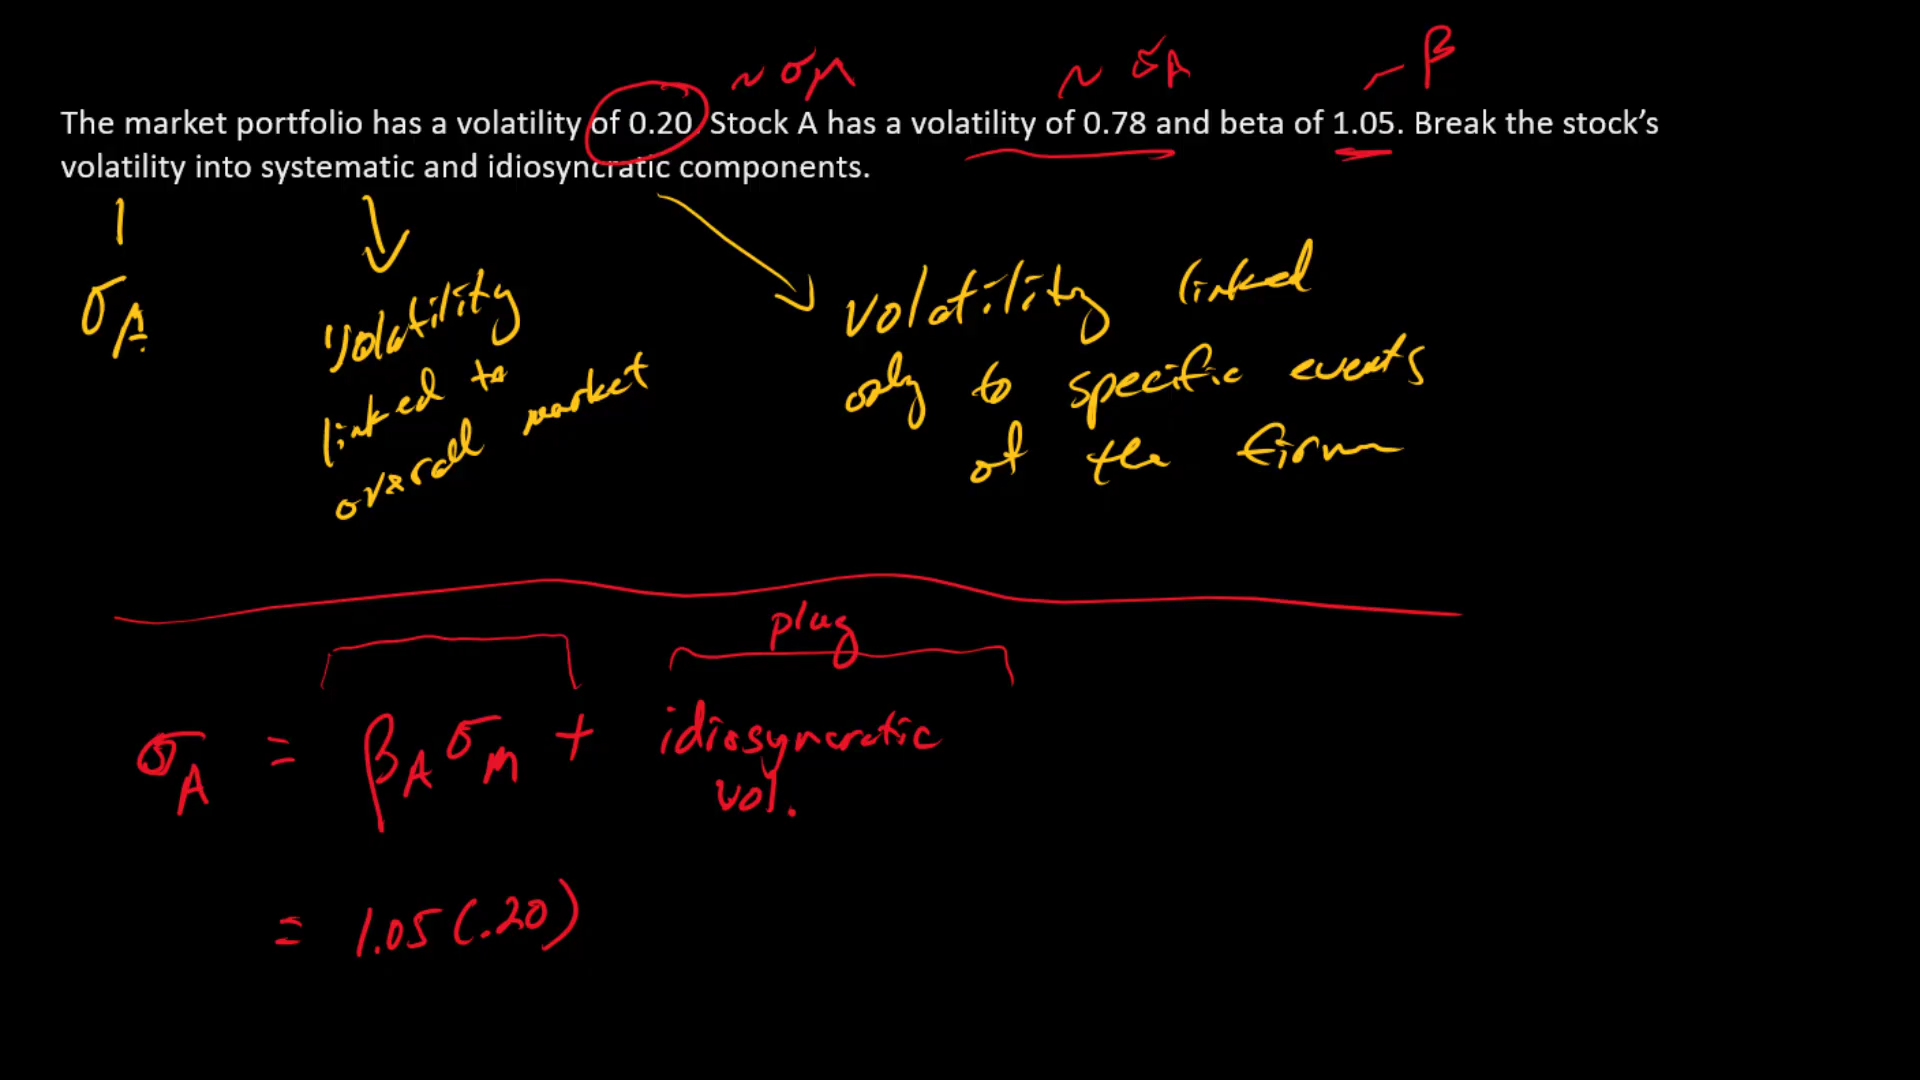 ~ σM ~ σA - β
The market portfolio has a volatility of 0.20. Stock A has a volatility of 0.78 and beta of 1.05. Break the stock's
volatility into systematic and idiosyncratic components.
σA
volatility
linked to
overall market
volatility linked
only to specific events
of the firm
plug
σA = βA σM + idiosyncratic
vol.
= 1.05 (.20)